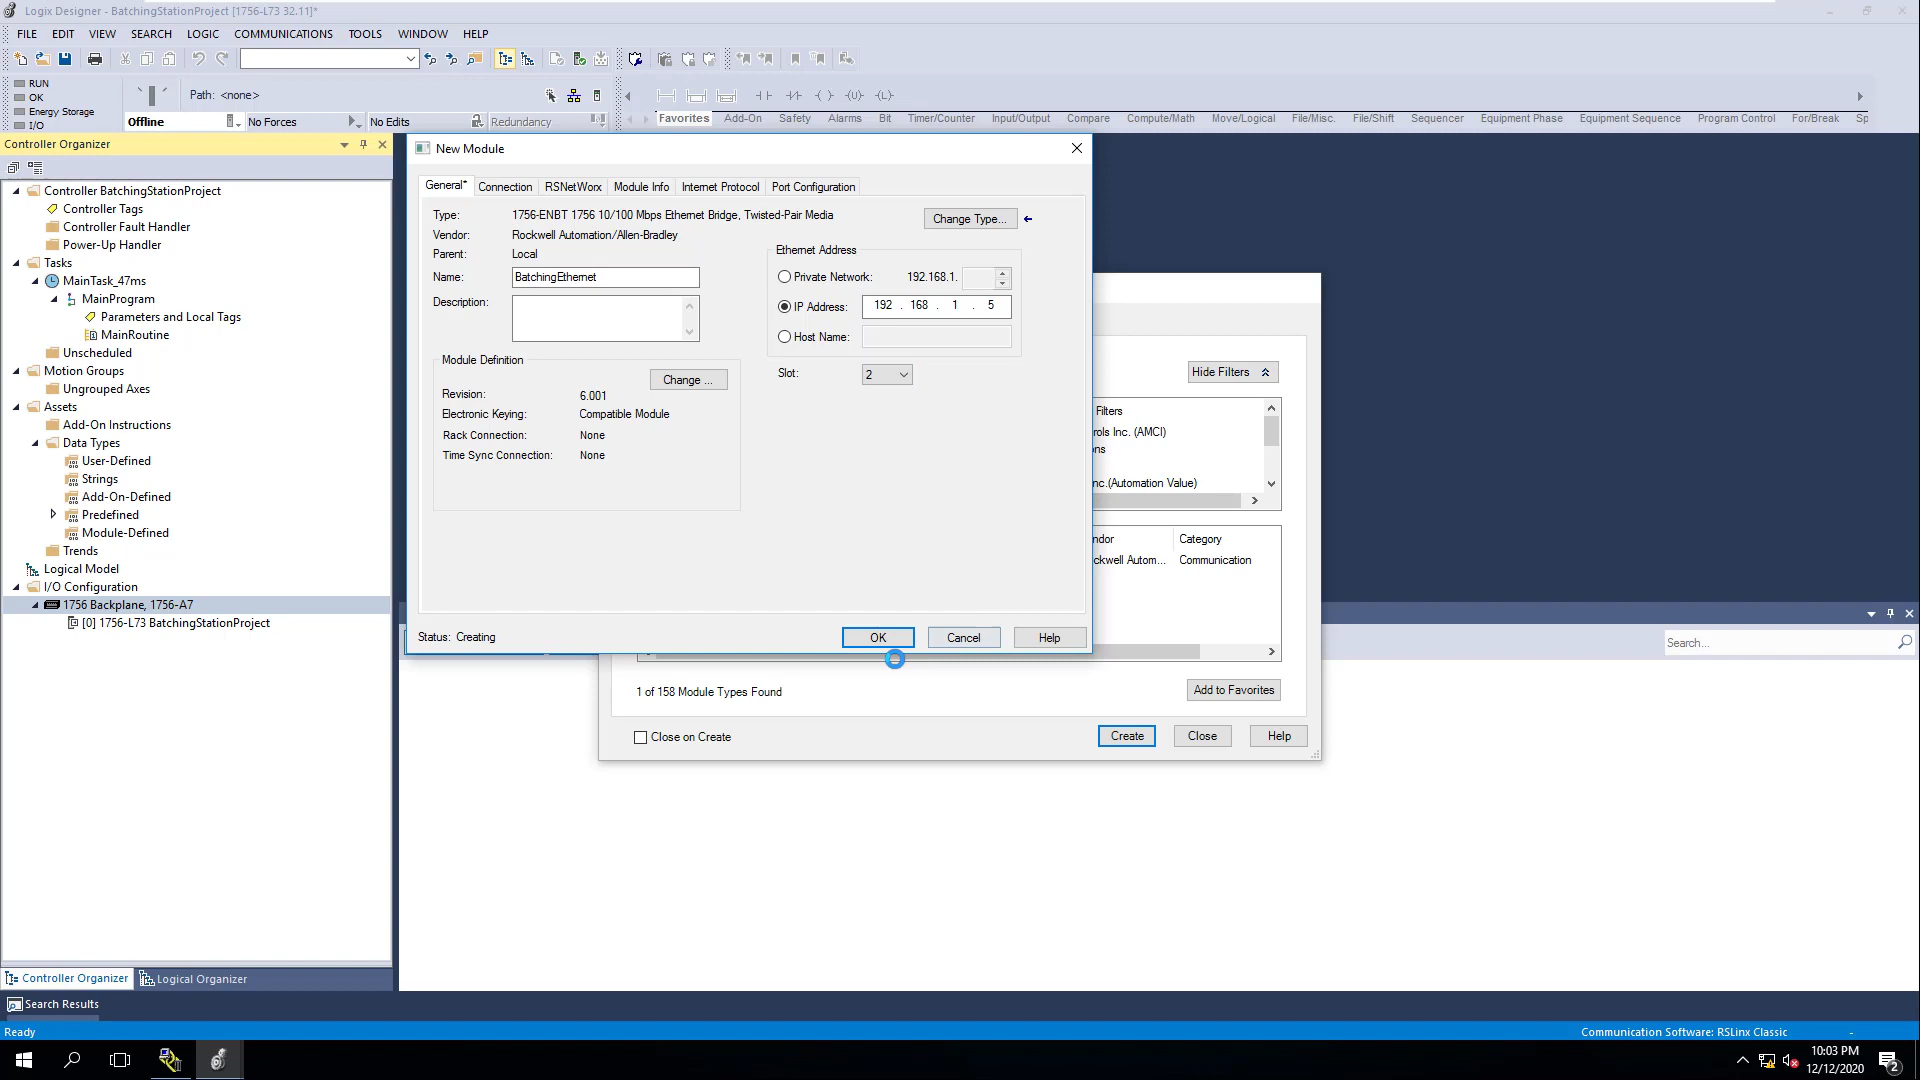 Logix Designer - BatchingStationProject [1756-L73 32.11]*
FILE EDIT VIEW SEARCH LOGIC COMMUNICATIONS TOOLS WINDOW HELP
RUN
OK
Energy Storage
I/O
Path: <none>
Offline
No Forces
No Edits
Redundancy
Favorites Add-On Safety Alarms Bit Timer/Counter Input/Output Compare Compute/Math Move/Logical File/Misc. File/Shift Sequencer Equipment Phase Equipment Sequence Program Control For/Break Sp
Controller Organizer
Controller BatchingStationProject
Controller Tags
Controller Fault Handler
Power-Up Handler
Tasks
MainTask_47ms
MainProgram
Parameters and Local Tags
MainRoutine
Unscheduled
Motion Groups
Ungrouped Axes
Assets
Add-On Instructions
Data Types
User-Defined
Strings
Add-On-Defined
Predefined
Module-Defined
Trends
Logical Model
I/O Configuration
1756 Backplane, 1756-A7
[0] 1756-L73 BatchingStationProject
New Module
General* Connection RSNetWorx Module Info Internet Protocol Port Configuration
Type: 1756-ENBT 1756 10/100 Mbps Ethernet Bridge, Twisted-Pair Media
Change Type...
Vendor: Rockwell Automation/Allen-Bradley
Parent: Local
Name: BatchingEthernet
Description:
Ethernet Address
Private Network: 192.168.1.
IP Address: 192 . 168 . 1 . 5
Host Name:
Slot: 2
Module Definition
Change ...
Revision: 6.001
Electronic Keying: Compatible Module
Rack Connection: None
Time Sync Connection: None
Status: Creating
OK Cancel Help
Hide Filters
Filters
rols Inc. (AMCI)
ons
nc.(Automation Value)
ndor Category
ckwell Autom... Communication
1 of 158 Module Types Found
Add to Favorites
Close on Create
Create Close Help
Search...
Controller Organizer Logical Organizer
Search Results
Ready
Communication Software: RSLinx Classic
-
10:03 PM
12/12/2020
2